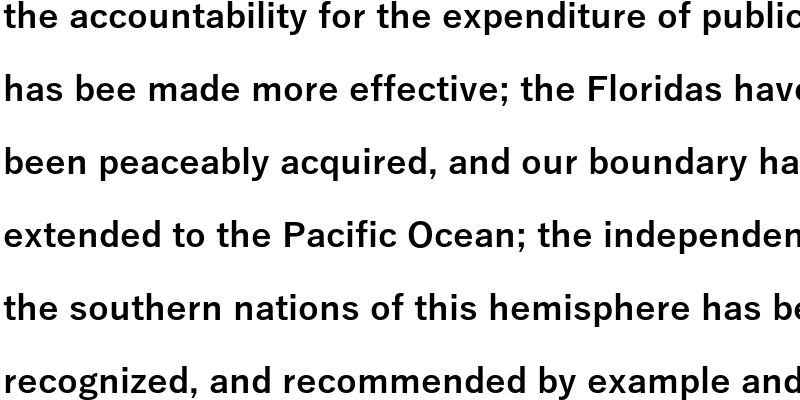 the accountability for the expenditure of public
has bee made more effective; the Floridas have
been peaceably acquired, and our boundary ha
extended to the Pacific Ocean; the independen
the southern nations of this hemisphere has be
recognized, and recommended by example and